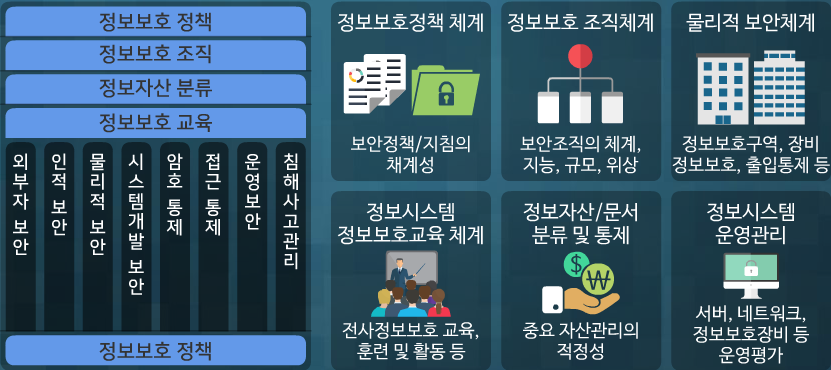 정보보호 정책
정보보호 조직
정보자산 분류
정보보호 교육
외부자 보안
인적 보안
물리적 보안
시스템개발 보안
암호 통제
접근 통제
운영보안
침해사고관리
정보보호 정책
정보보호정책 체계
보안정책/지침의
채계성
정보보호 조직체계
보안조직의 체계,
지능, 규모, 위상
물리적 보안체계
정보보호구역, 장비
정보보호, 출입통제 등
정보시스템
정보보호교육 체계
전사정보보호 교육,
훈련 및 활동 등
정보자산/문서
분류 및 통제
$
₩
중요 자산관리의
적정성
정보시스템
운영관리
서버, 네트워크,
정보보호장비 등
운영평가